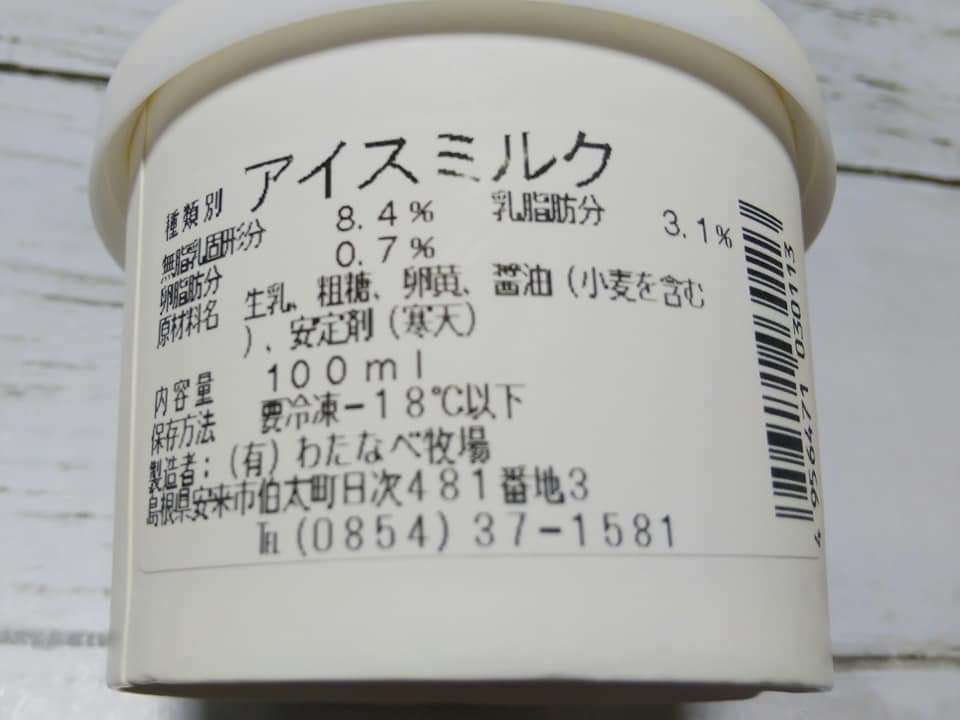 種類別 アイスミルク
無脂乳固形分 8.4% 乳脂肪分 3.1%
卵脂肪分 0.7%
原材料名 生乳、粗糖、卵黄、醤油(小麦を含む
)、安定剤(寒天)
内容量 100ml
保存方法 要冷凍-18℃以下
製造者:(有)わたなべ牧場
島根県安来市伯太町日次481番地3
℡(0854)37-1581
4 956471 030113